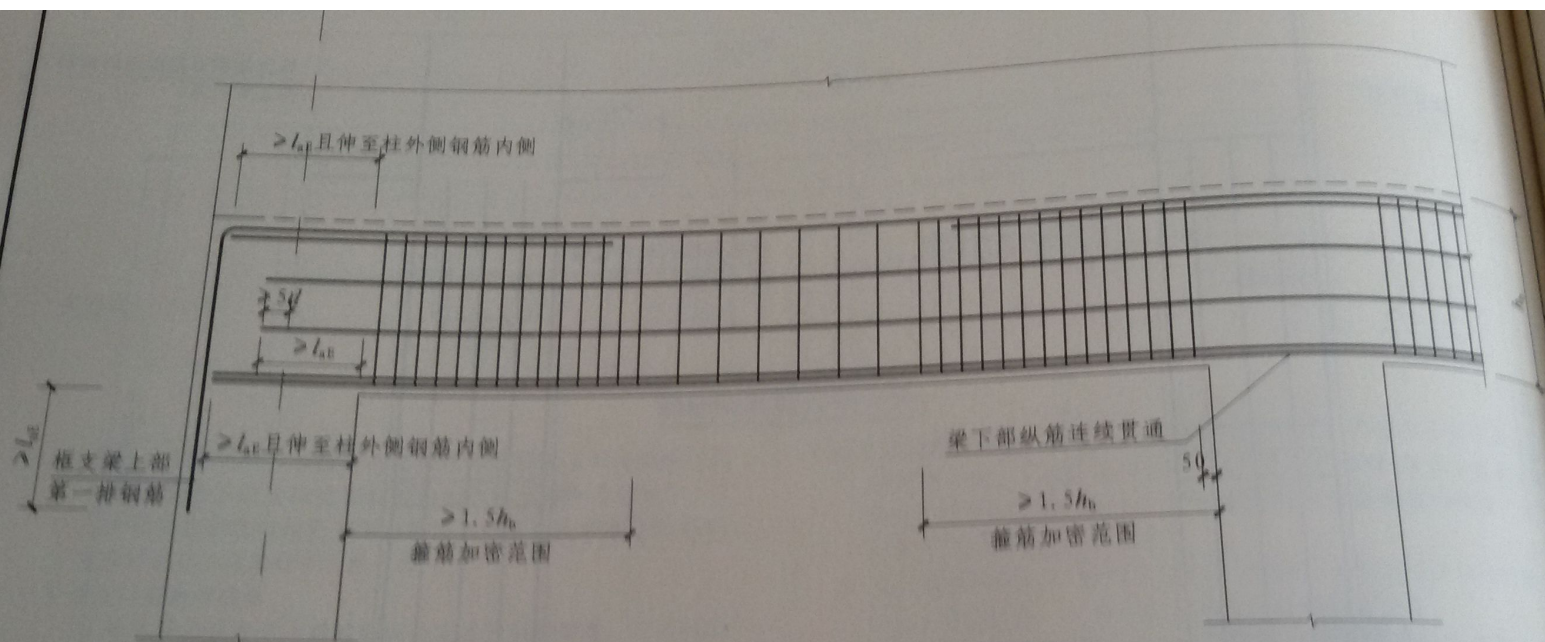 ≥laE且伸至柱外侧钢筋内侧
≥5d
≥laE
≥laE
框支梁上部
第一排钢筋
≥laE且伸至柱外侧钢筋内侧
≥1.5hb
箍筋加密范围
梁下部纵筋连续贯通
50
≥1.5hb
箍筋加密范围